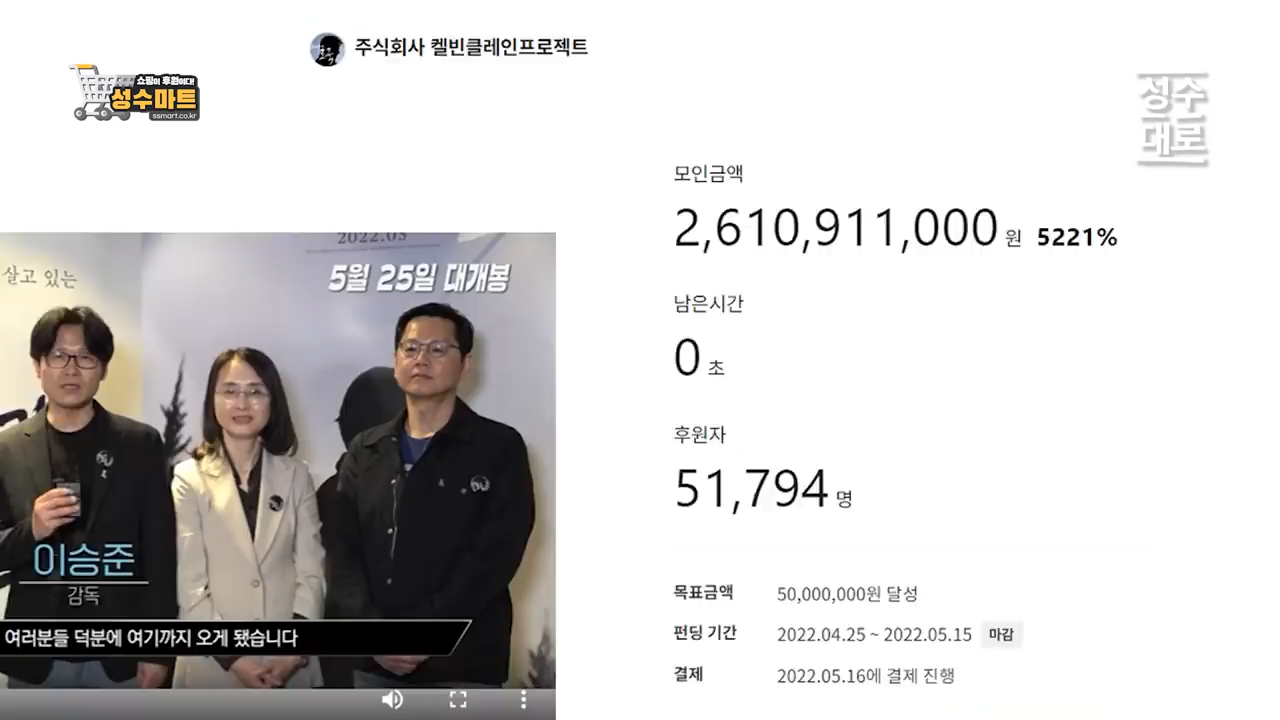 주식회사 켈빈클레인프로젝트
쇼핑이 후원이다!
성수마트
ssmart.co.kr
성수
대로
모인금액
2,610,911,000 원 5221%
남은시간
0 초
후원자
51,794 명
목표금액 50,000,000원 달성
펀딩 기간 2022.04.25 ~ 2022.05.15 마감
결제 2022.05.16에 결제 진행
2022.05
살고 있는
5월 25일 대개봉
이승준
감독
여러분들 덕분에 여기까지 오게 됐습니다